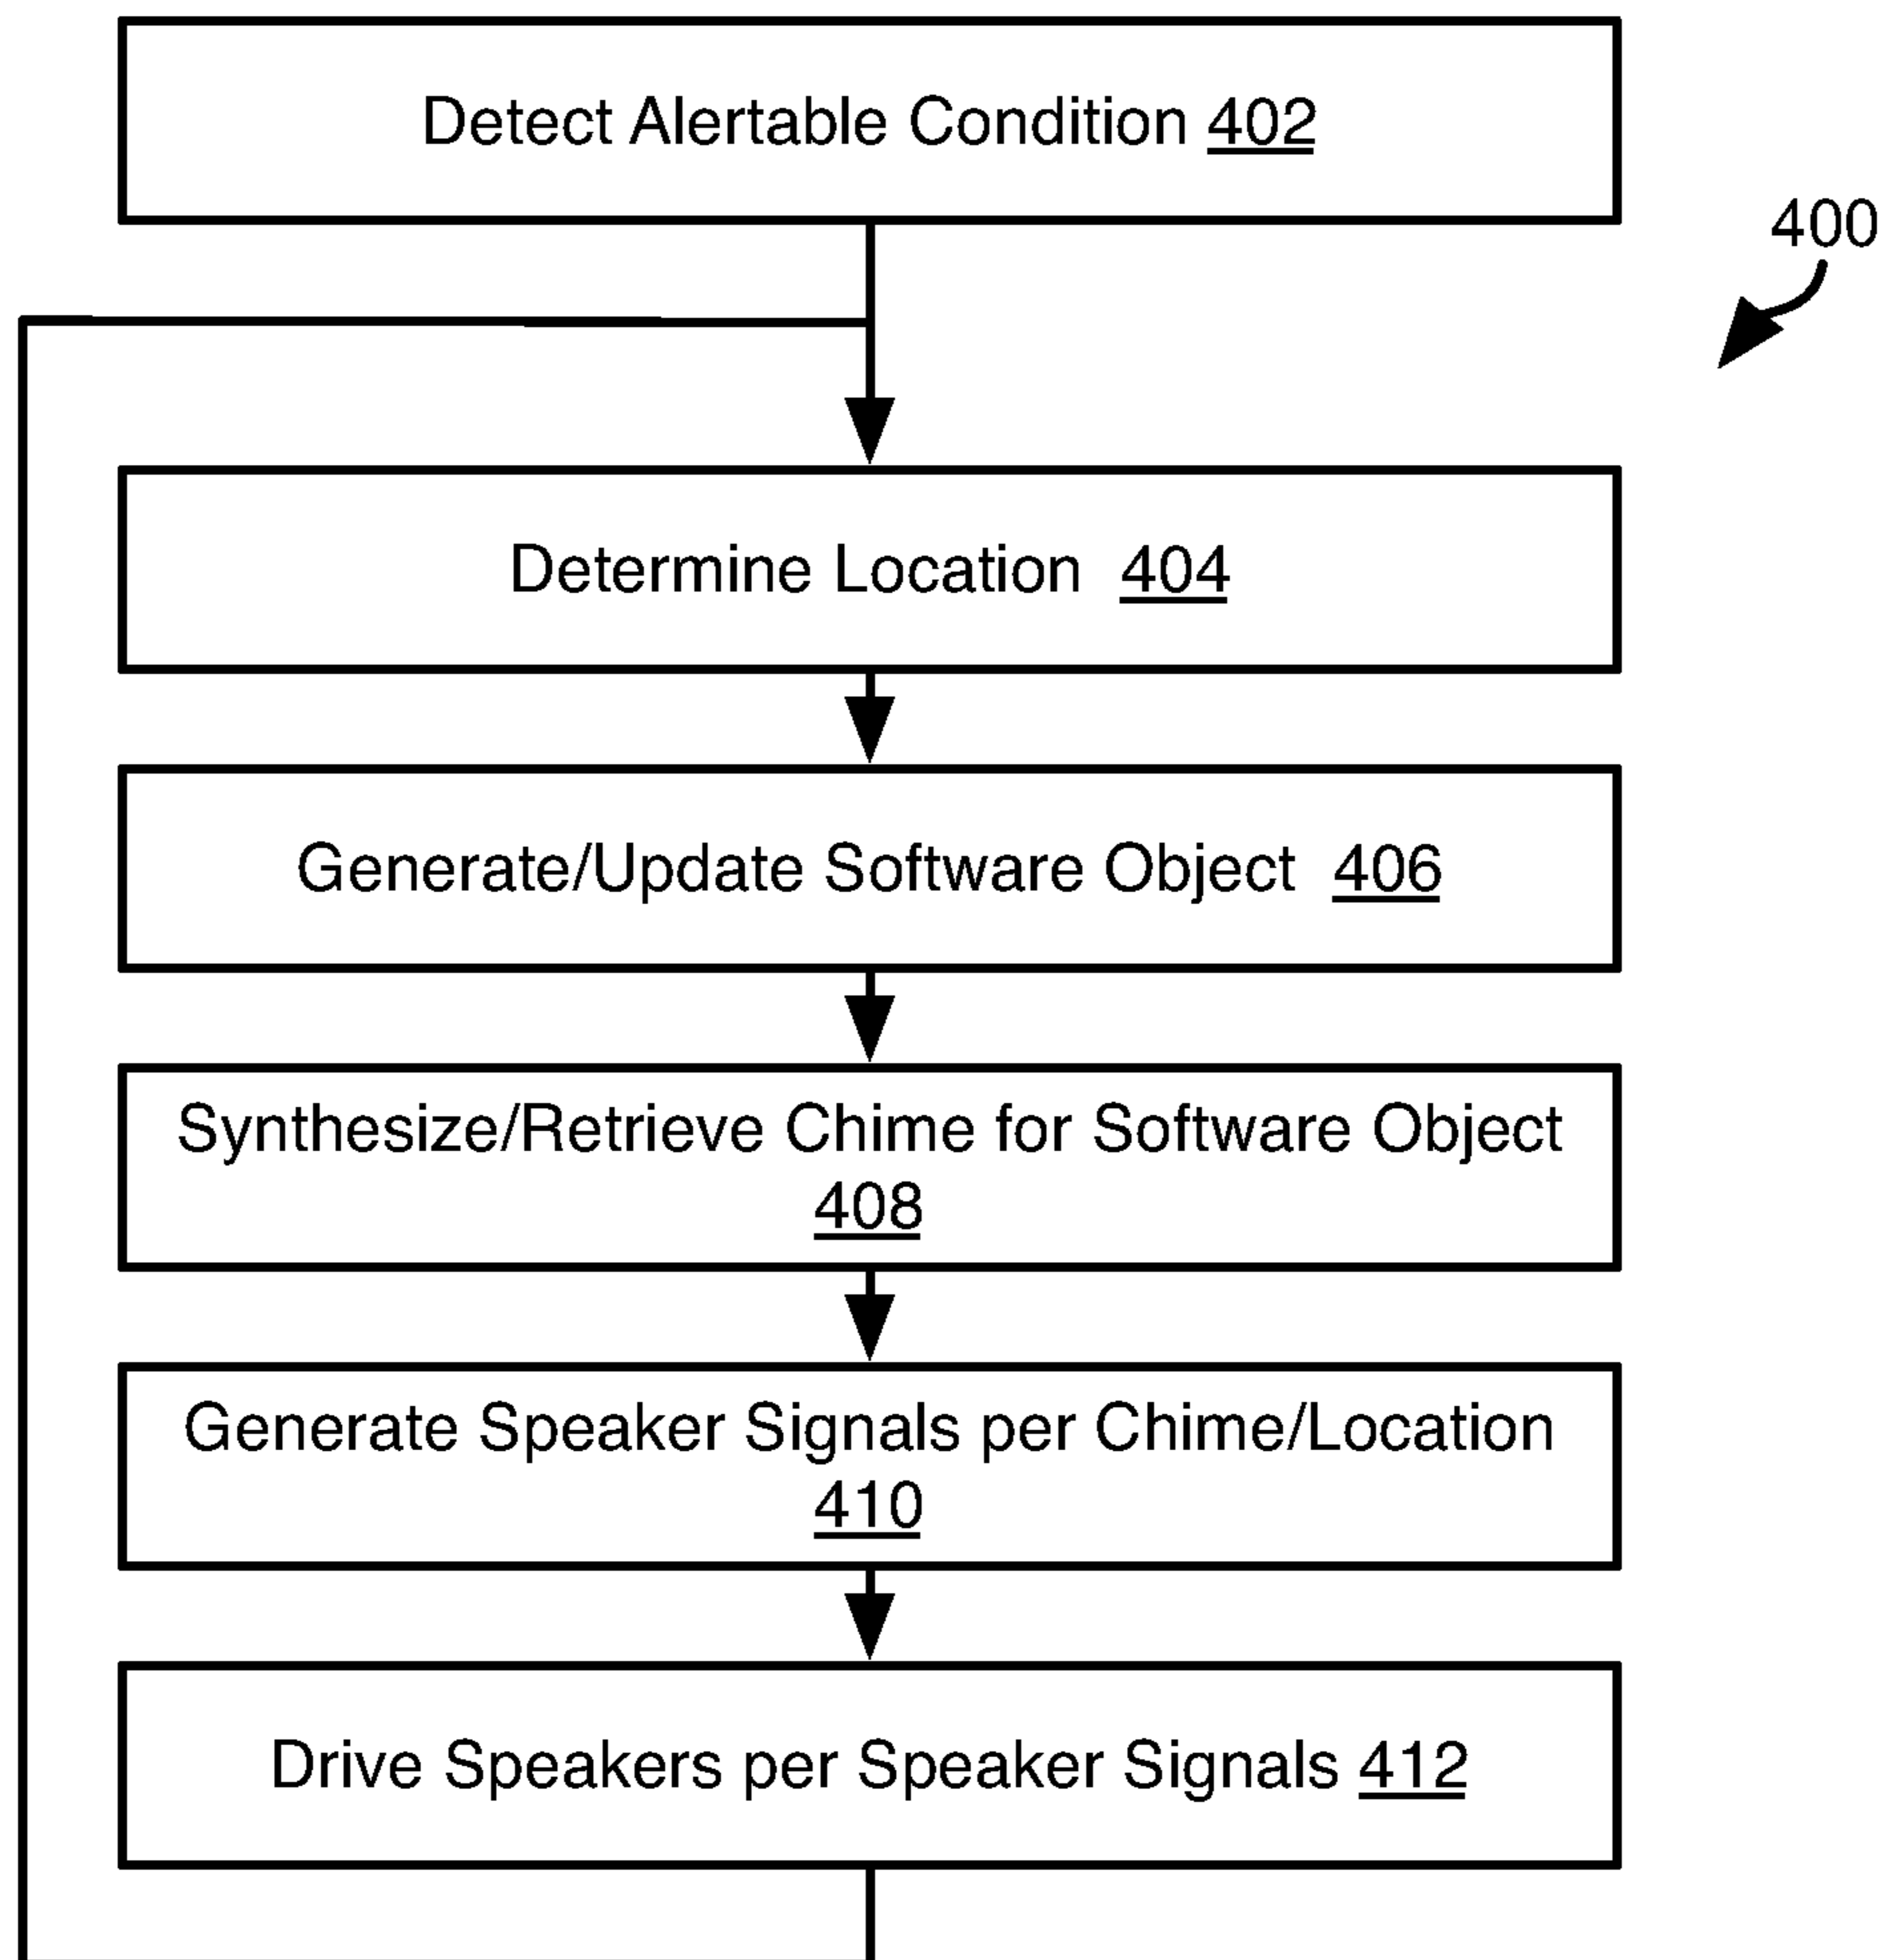 Detect Alertable Condition 402
400
Determine Location 404
Generate/Update Software Object 406
Synthesize/Retrieve Chime for Software Object
408
Generate Speaker Signals per Chime/Location
410
Drive Speakers per Speaker Signals 412